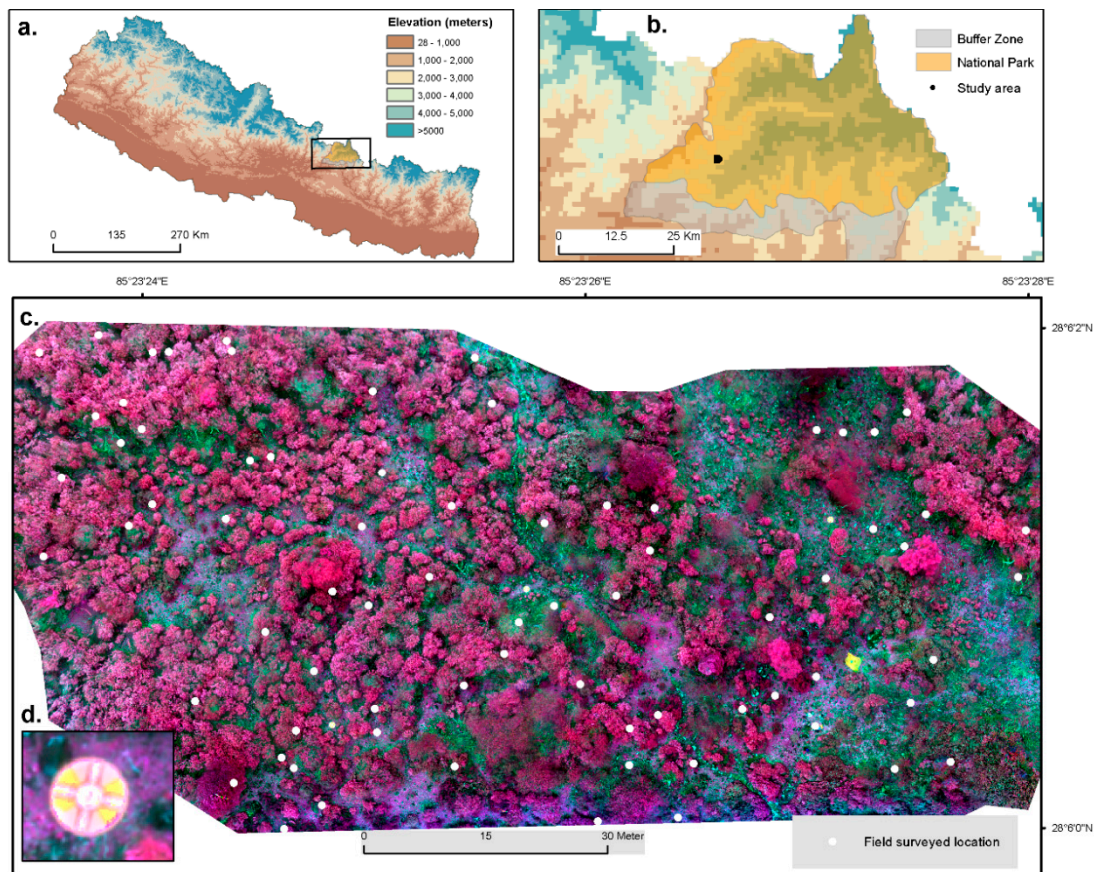 a.
Elevation (meters)
28 - 1,000
1,000 - 2,000
2,000 - 3,000
3,000 - 4,000
4,000 - 5,000
>5000
0 135 270 Km
b.
Buffer Zone
National Park
Study area
0 12.5 25 Km
85°23'24"E 85°23'26"E 85°23'28"E
c.
28°6'2"N
d.
0 15 30 Meter
Field surveyed location
28°6'0"N